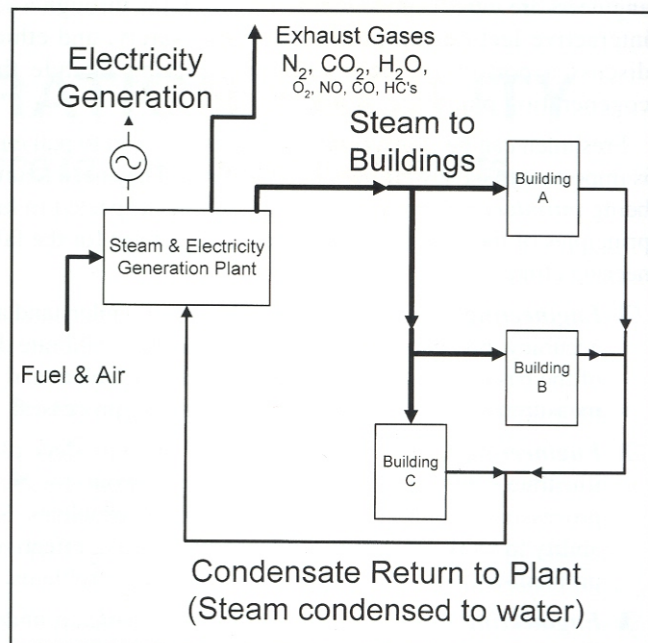 Electricity
Generation
Exhaust Gases
N₂, CO₂, H₂O,
O₂, NO, CO, HC's
Steam to
Buildings
Building
A
Steam & Electricity
Generation Plant
Fuel & Air
Building
B
Building
C
Condensate Return to Plant
(Steam condensed to water)